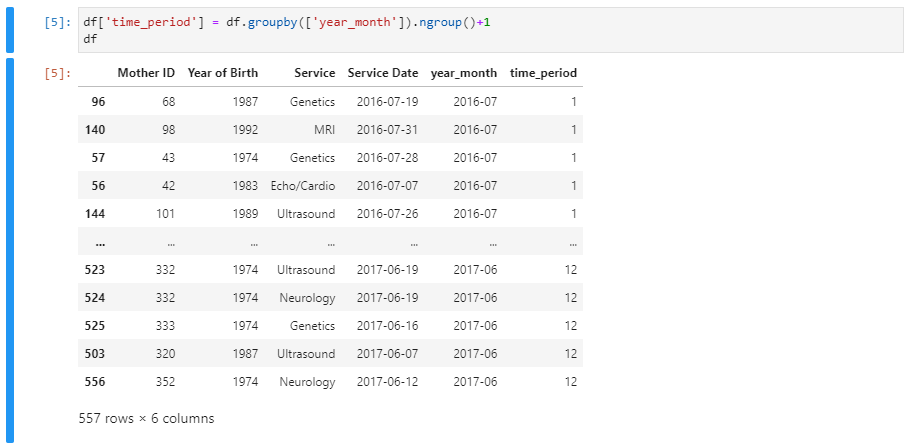 [5]: df['time_period'] = df.groupby(['year_month']).ngroup()+1
df
[5]: Mother ID Year of Birth Service Service Date year_month time_period
96 68 1987 Genetics 2016-07-19 2016-07 1
140 98 1992 MRI 2016-07-31 2016-07 1
57 43 1974 Genetics 2016-07-28 2016-07 1
56 42 1983 Echo/Cardio 2016-07-07 2016-07 1
144 101 1989 Ultrasound 2016-07-26 2016-07 1
... ... ... ... ... ... ...
523 332 1974 Ultrasound 2017-06-19 2017-06 12
524 332 1974 Neurology 2017-06-19 2017-06 12
525 333 1974 Genetics 2017-06-16 2017-06 12
503 320 1987 Ultrasound 2017-06-07 2017-06 12
556 352 1974 Neurology 2017-06-12 2017-06 12
557 rows × 6 columns